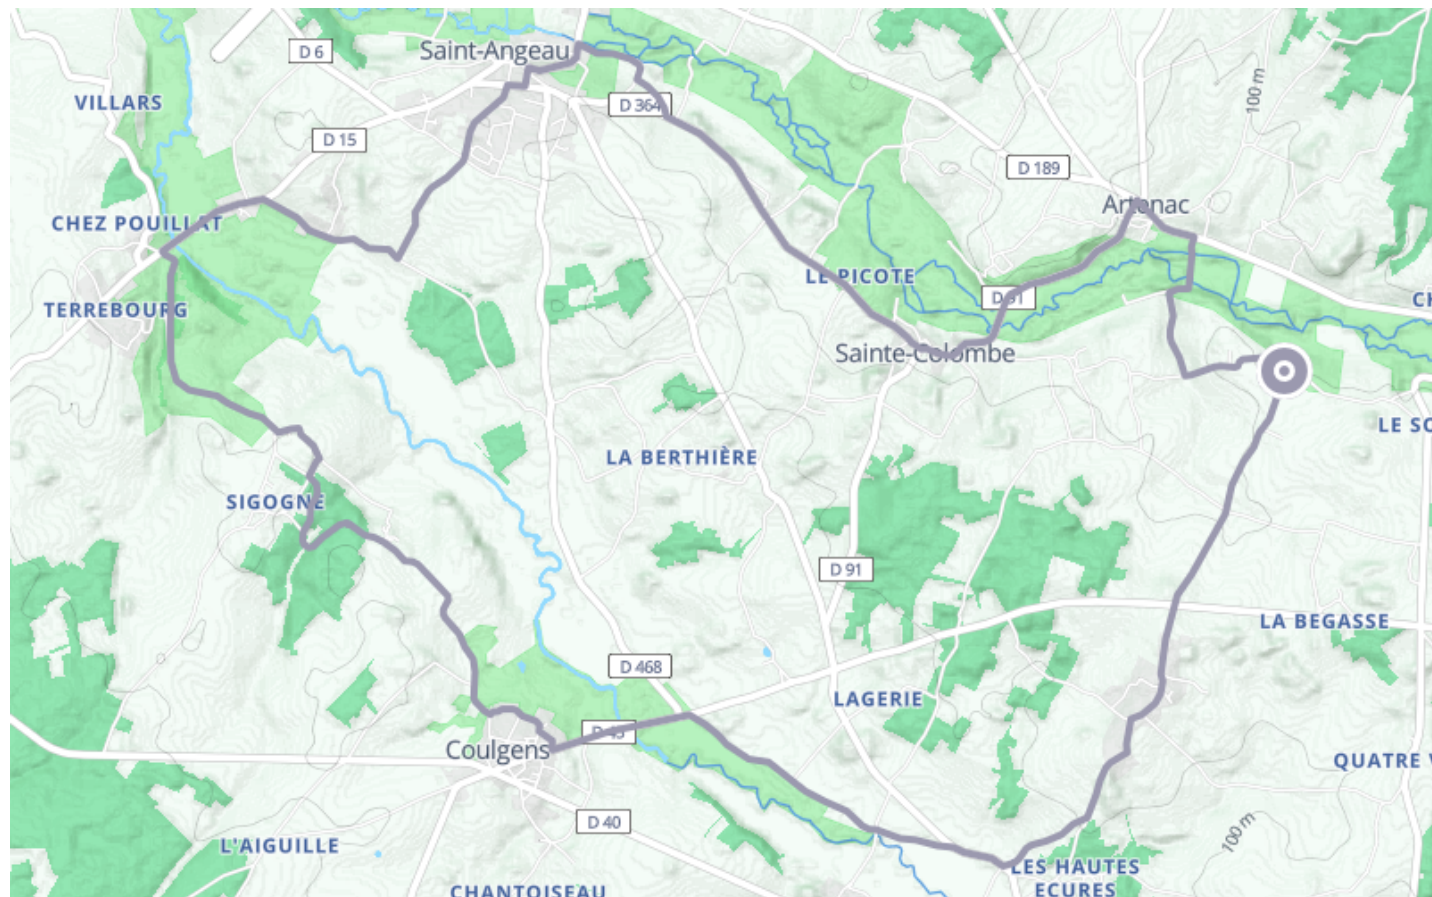 Saint-Angeau
D 6
VILLARS
100 m
D 364
D 15
D 189
Artenac
CHEZ POUILLAT
LE PICOTE
D 91
TERREBOURG
Sainte-Colombe
LE SO
LA BERTHIÈRE
SIGOGNE
D 91
LA BEGASSE
D 468
LAGERIE
Coulgens
QUATRE V
D 40
100 m
L'AIGUILLE
LES HAUTES
ECURES
CHANTOISEAU